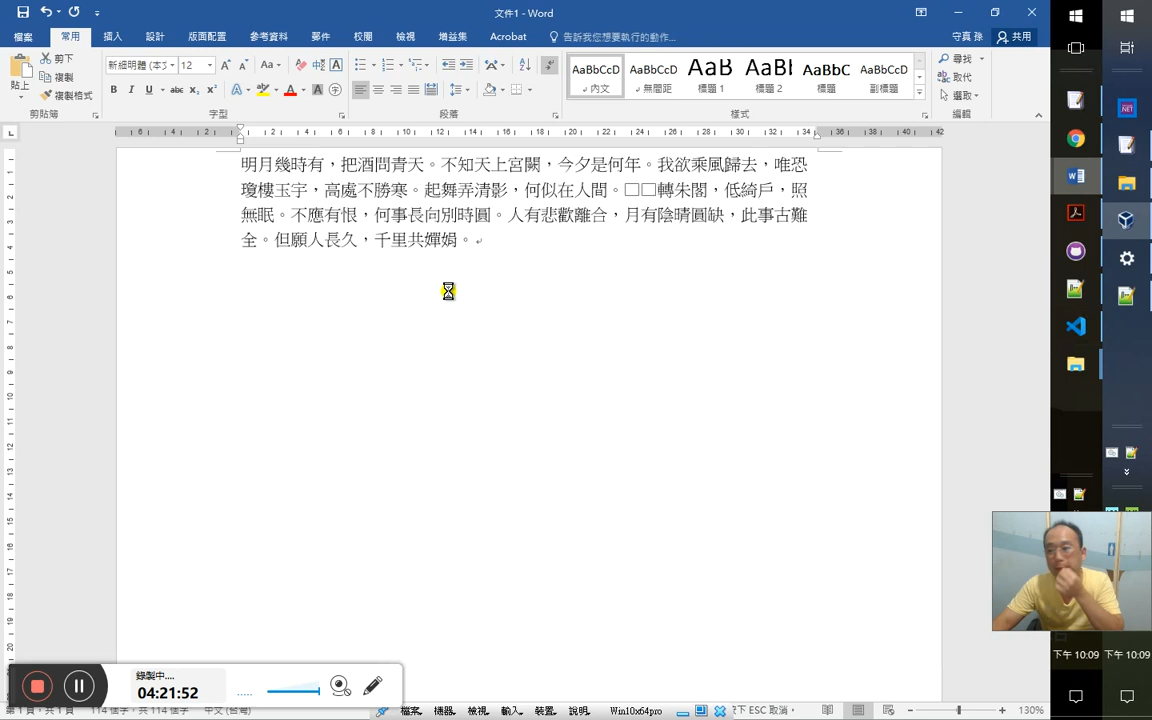 文件1 - Word
檔案 常用 插入 設計 版面配置 參考資料 郵件 校閱 檢視 增益集 Acrobat 告訴我您想要執行的動作... 守真 孫 共用
貼上 剪下 複製 複製格式
新細明體 (本文 12
AaBbCcD AaBbCcD AaB AaBl AaBbC AaBbCcD
內文 無間距 標題 1 標題 2 標題 副標題
尋找 取代 選取
剪貼簿 字型 段落 樣式 編輯
明月幾時有，把酒問青天。不知天上宮闕，今夕是何年。我欲乘風歸去，唯恐
瓊樓玉宇，高處不勝寒。起舞弄清影，何似在人間。□□轉朱閣，低綺戶，照
無眠。不應有恨，何事長向別時圓。人有悲歡離合，月有陰晴圓缺，此事古難
全。但願人長久，千里共嬋娟。
錄製中....
04:21:52
下午 10:09 下午 10:09
第 1 頁，共 1 頁 114 個字，共 114 個字 中文 (台灣)
檔案 機器 檢視 輸入 裝置 說明 Win10x64pro
下 ESC 取消
130%